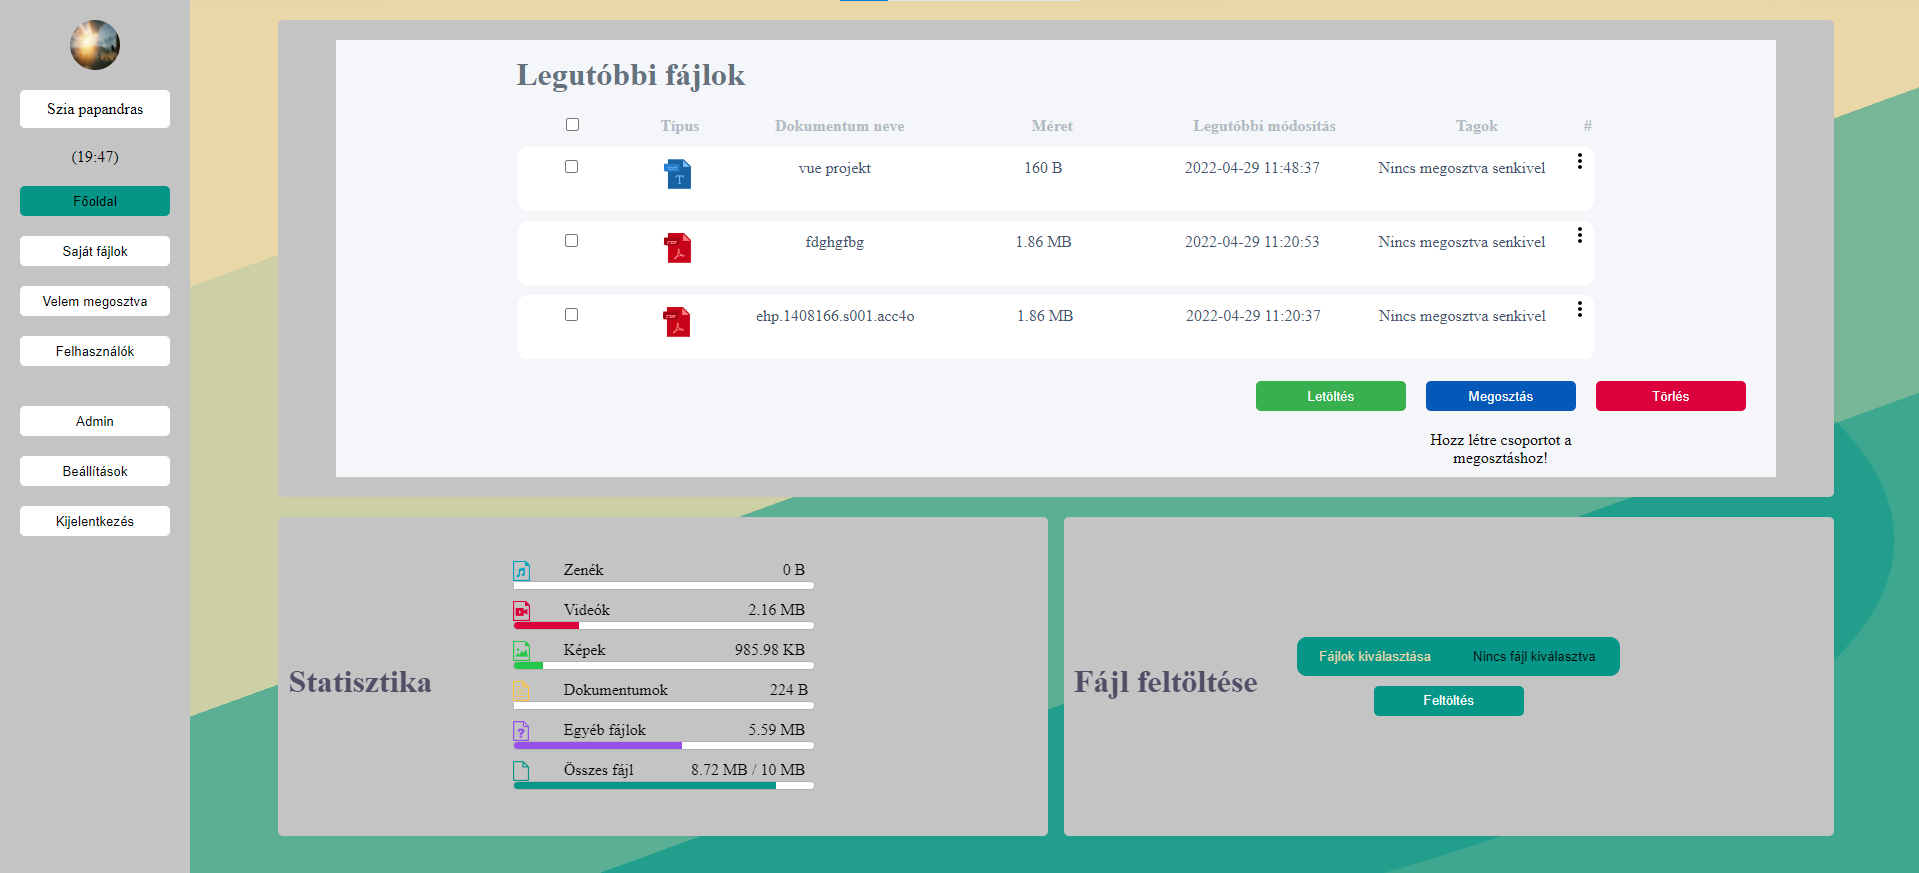 Szia papandras
(19:47)
Főoldal
Saját fájlok
Velem megosztva
Felhasználók
Admin
Beállítások
Kijelentkezés
Legutóbbi fájlok
Típus Dokumentum neve Méret Legutóbbi módosítás Tagok #
vue projekt 160 B 2022-04-29 11:48:37 Nincs megosztva senkivel
fdghgfbg 1.86 MB 2022-04-29 11:20:53 Nincs megosztva senkivel
ehp.1408166.s001.acc4o 1.86 MB 2022-04-29 11:20:37 Nincs megosztva senkivel
Letöltés Megosztás Törlés
Hozz létre csoportot a
megosztáshoz!
Statisztika
Zenék 0 B
Videók 2.16 MB
Képek 985.98 KB
Dokumentumok 224 B
Egyéb fájlok 5.59 MB
Összes fájl 8.72 MB / 10 MB
Fájl feltöltése
Fájlok kiválasztása Nincs fájl kiválasztva
Feltöltés